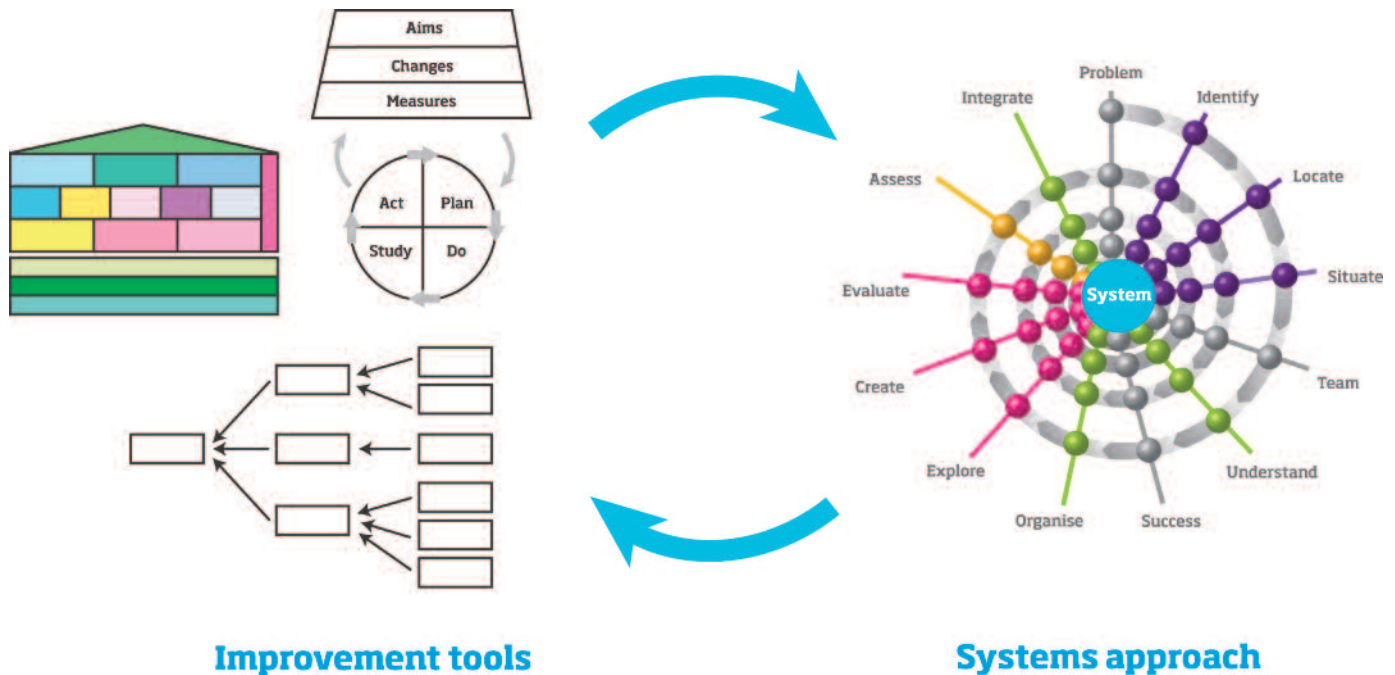 Aims
Changes
Measures
Act
Plan
Study
Do
Problem
Identify
Locate
Situate
Team
Understand
Success
Organise
Explore
Create
Evaluate
Assess
Integrate
System
Improvement tools
Systems approach